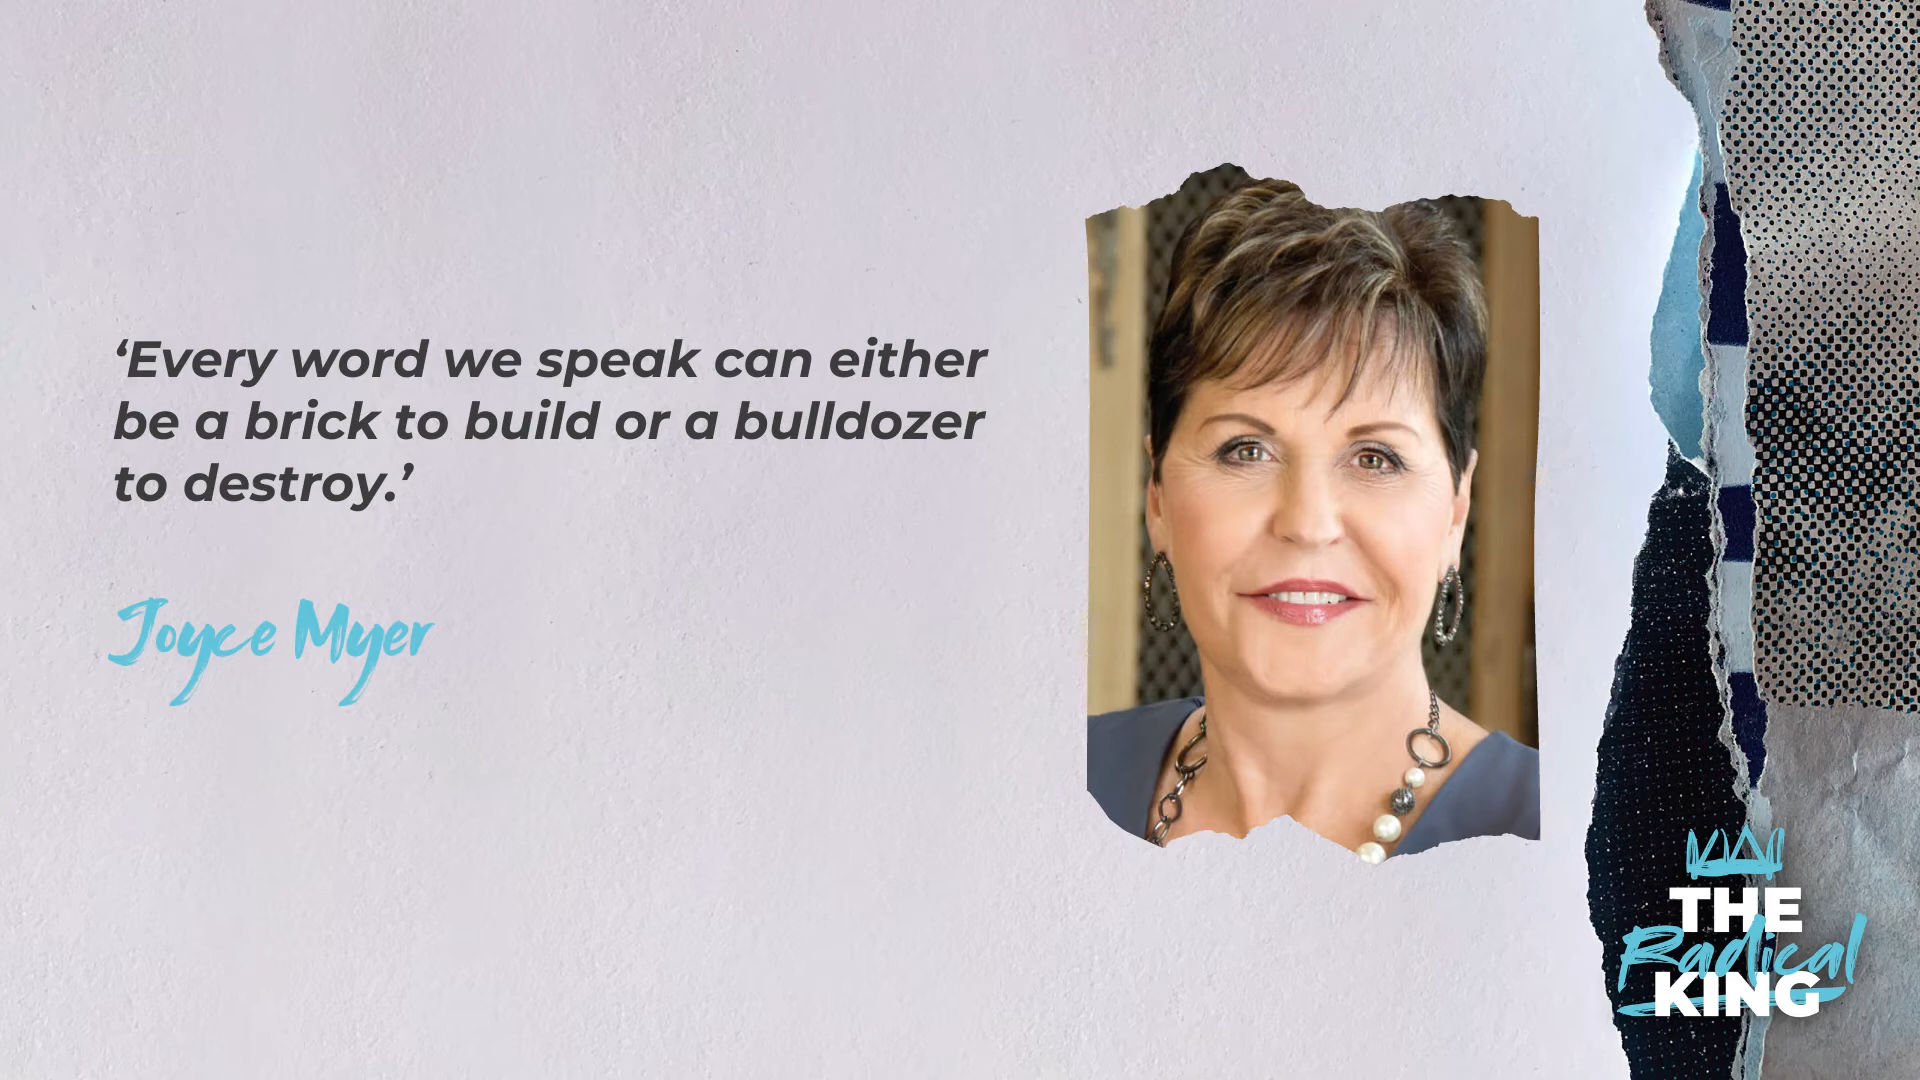 ‘Every word we speak can either
be a brick to build or a bulldozer
to destroy.’
Joyce Myer
THE
Radical
KING